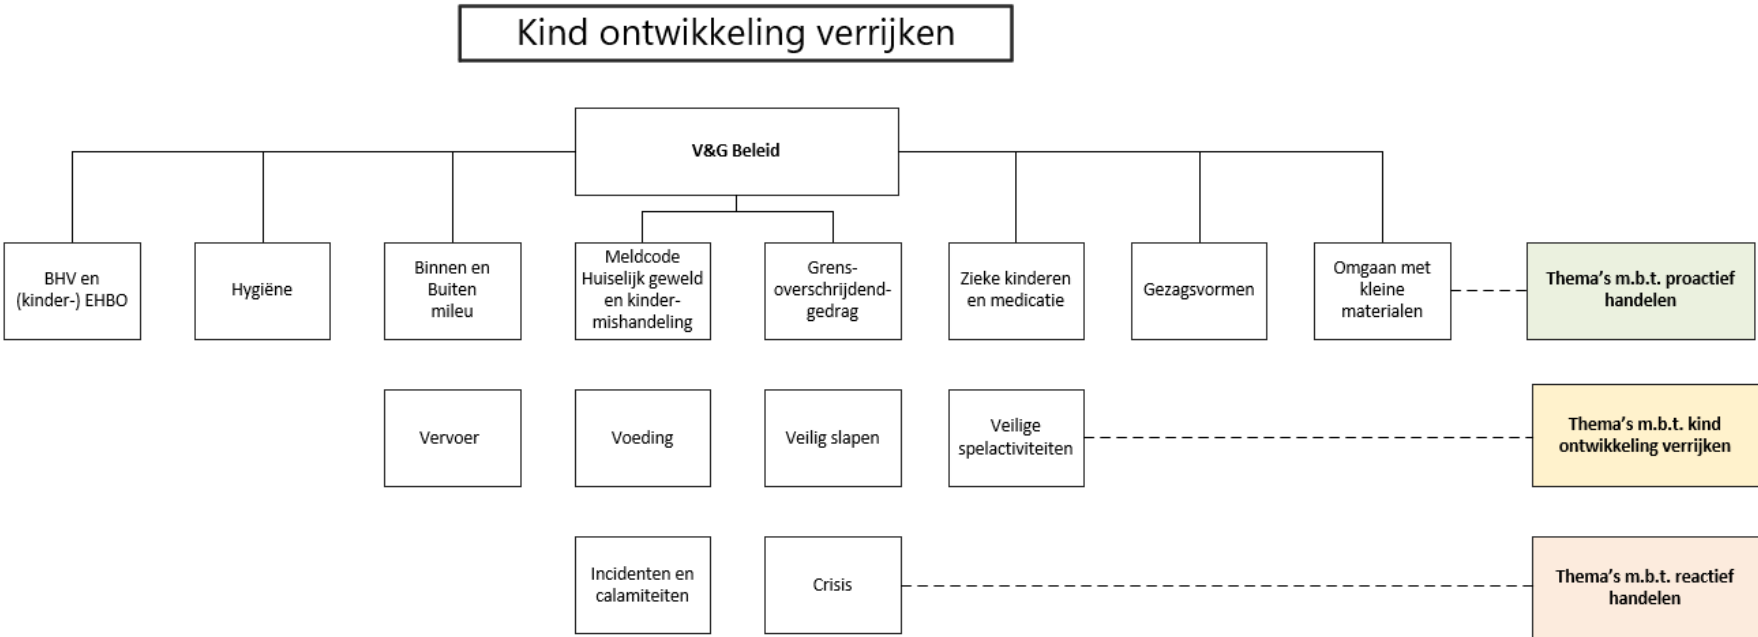 Kind ontwikkeling verrijken
V&G Beleid
BHV en
(kinder-) EHBO
Hygiëne
Binnen en
Buiten
mileu
Meldcode
Huiselijk geweld
en kinder-
mishandeling
Grens-
overschrijdend-
gedrag
Zieke kinderen
en medicatie
Gezagsvormen
Omgaan met
kleine
materialen
Thema's m.b.t. proactief
handelen
Vervoer
Voeding
Veilig slapen
Veilige
spelactiviteiten
Thema's m.b.t. kind
ontwikkeling verrijken
Incidenten en
calamiteiten
Crisis
Thema's m.b.t. reactief
handelen